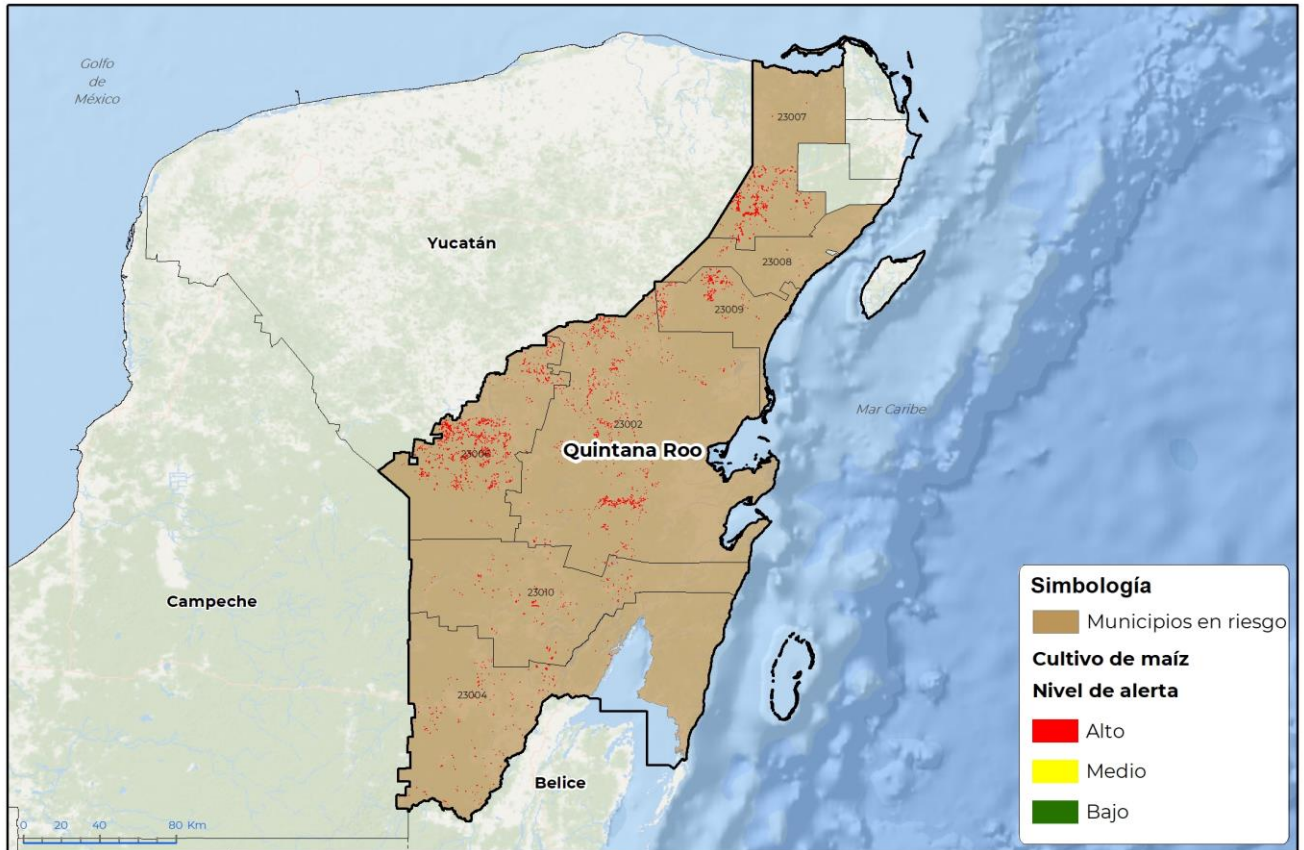 Golfo
de
México
23007
Yucatán
23008
23009
Mar Caribe
23002
Quintana Roo
23006
23010
Campeche
23004
Belice
0 20 40 80 Km
Simbología
Municipios en riesgo
Cultivo de maíz
Nivel de alerta
Alto
Medio
Bajo